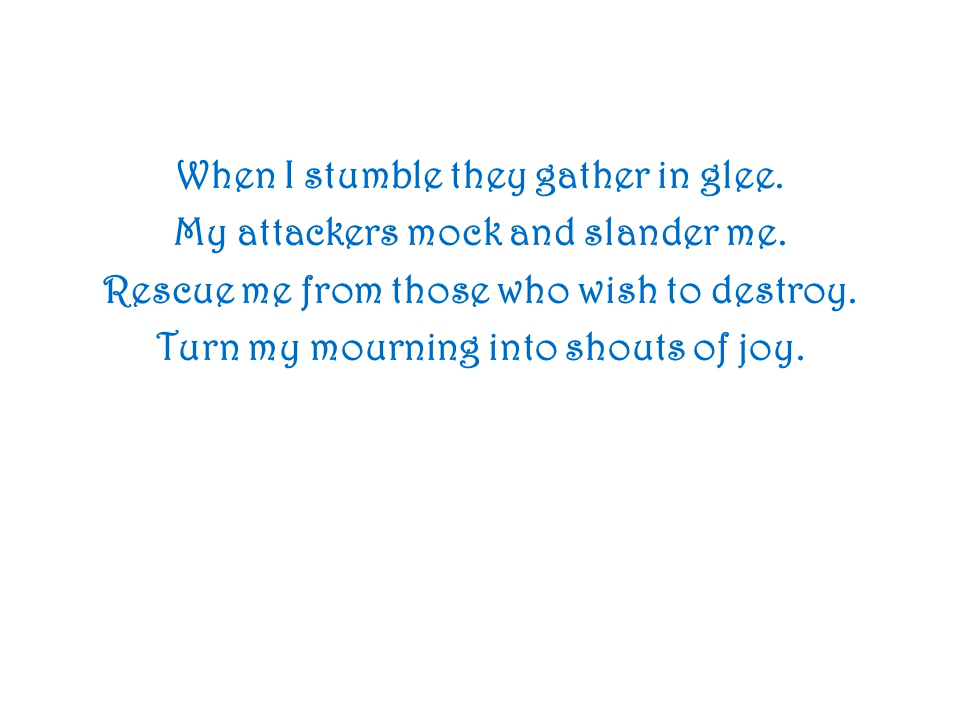 When I stumble they gather in glee.
My attackers mock and slander me.
Rescue me from those who wish to destroy.
Turn my mourning into shouts of joy.